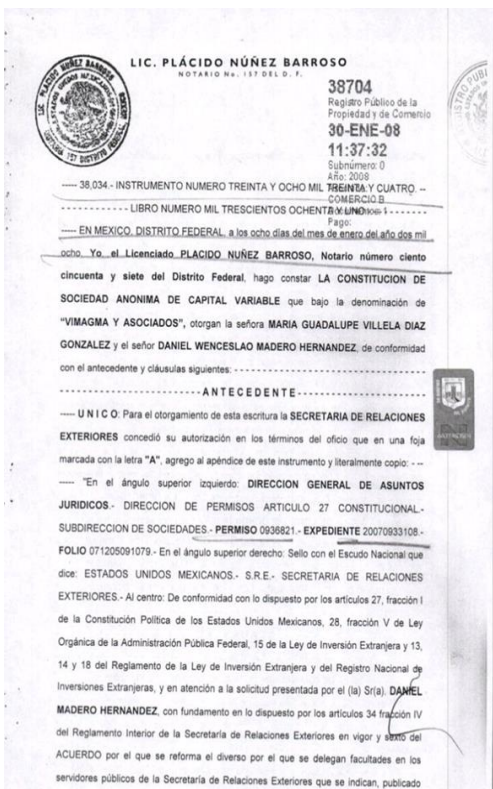 LIC. PLÁCIDO NÚÑEZ BARROSO
NOTARIO No. 157 DEL D. F.
38704
Registro Público de la
Propiedad y de Comercio
30-ENE-08
11:37:32
Subnumero: 0
Año: 2008
----- 38,034.- INSTRUMENTO NUMERO TREINTA Y OCHO MIL TREINTA Y CUATRO. --
COMERCIO B
- - - - - - - - - - - LIBRO NUMERO MIL TRESCIENTOS OCHENTA Y UNO
Pago:
----- EN MEXICO, DISTRITO FEDERAL, a los ocho días del mes de enero del año dos mil
ocho, Yo el Licenciado PLACIDO NUÑEZ BARROSO, Notario número ciento
cincuenta y siete del Distrito Federal, hago constar LA CONSTITUCION DE
SOCIEDAD ANONIMA DE CAPITAL VARIABLE que bajo la denominación de
"VIMAGMA Y ASOCIADOS", otorgan la señora MARIA GUADALUPE VILLELA DIAZ
GONZALEZ y el señor DANIEL WENCESLAO MADERO HERNANDEZ, de conformidad
con el antecedente y cláusulas siguientes: - - - - - - - - - - - - - - - - - - - - - - - - -
- - - - - - - - - - - - - - - - - - ANTECEDENTE - - - - - - - - - - - - - - - - - -
----- U N I C O: Para el otorgamiento de esta escritura la SECRETARIA DE RELACIONES
EXTERIORES concedió su autorización en los términos del oficio que en una foja
marcada con la letra "A", agrego al apéndice de este instrumento y literalmente copio: - --
----- "En el ángulo superior izquierdo: DIRECCION GENERAL DE ASUNTOS
JURIDICOS.- DIRECCION DE PERMISOS ARTICULO 27 CONSTITUCIONAL.-
SUBDIRECCION DE SOCIEDADES.- PERMISO 0936821.- EXPEDIENTE 20070933108.-
FOLIO 071205091079.- En el ángulo superior derecho: Sello con el Escudo Nacional que
dice: ESTADOS UNIDOS MEXICANOS.- S.R.E.- SECRETARIA DE RELACIONES
EXTERIORES.- Al centro: De conformidad con lo dispuesto por los artículos 27, fracción I
de la Constitución Política de los Estados Unidos Mexicanos, 28, fracción V de Ley
Orgánica de la Administración Pública Federal, 15 de la Ley de Inversión Extranjera y 13,
14 y 18 del Reglamento de la Ley de Inversión Extranjera y del Registro Nacional de
Inversiones Extranjeras, y en atención a la solicitud presentada por el (la) Sr(a). DANIEL
MADERO HERNANDEZ, con fundamento en lo dispuesto por los artículos 34 fracción IV
del Reglamento Interior de la Secretaría de Relaciones Exteriores en vigor y sexto del
ACUERDO por el que se reforma el diverso por el que se delegan facultades en los
servidores públicos de la Secretaría de Relaciones Exteriores que se indican, publicado